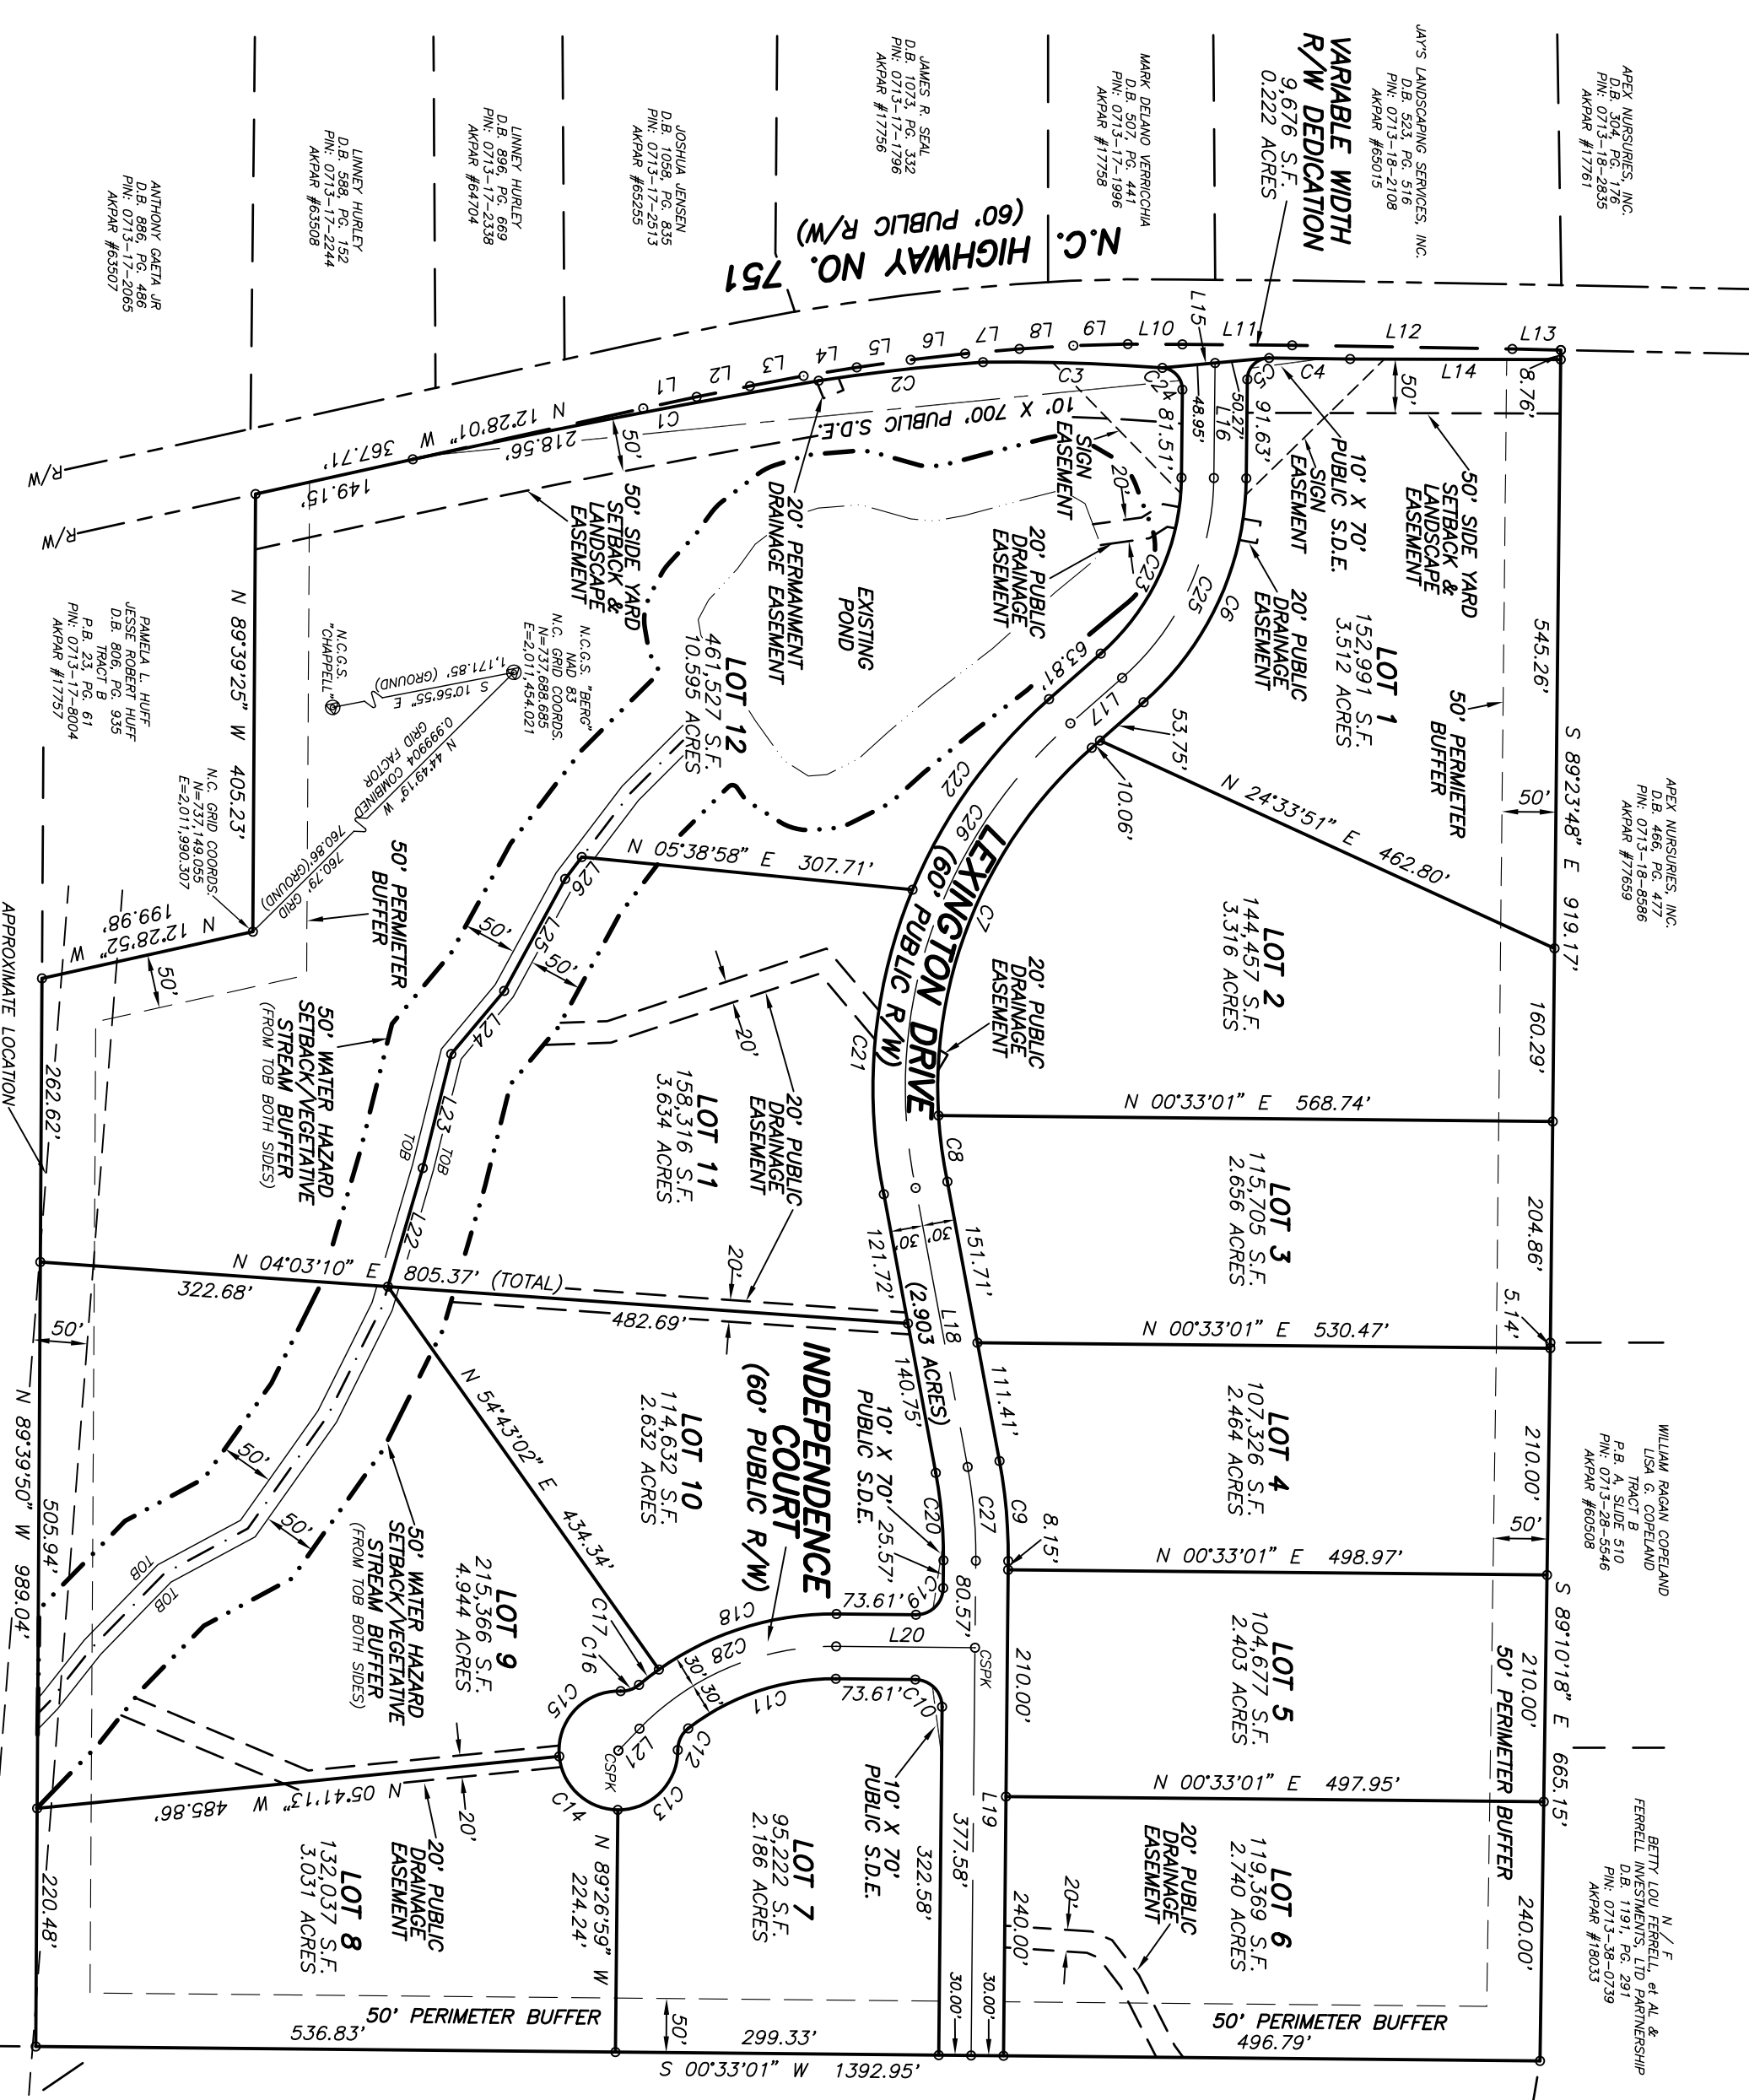 APEX NURSURIES, INC.
D.B. 304, PG. 176
PIN: 0713-18-2835
AKPAR #17761
JAY'S LANDSCAPING SERVICES, INC.
D.B. 523, PG. 516
PIN: 0713-18-2108
AKPAR #65015
VARIABLE WIDTH
R/W DEDICATION
9,676 S.F.
0.222 ACRES
MARK DELANO VERRICCHIA
D.B. 507, PG. 441
PIN: 0713-17-1996
AKPAR #17758
JAMES R. SEAL
D.B. 1073, PG. 332
PIN: 0713-17-1796
AKPAR #17756
JOSHUA JENSEN
D.B. 1058, PG. 835
PIN: 0713-17-2513
AKPAR #65255
LINNEY HURLEY
D.B. 896, PG. 669
PIN: 0713-17-2338
AKPAR #64704
LINNEY HURLEY
D.B. 588, PG. 152
PIN: 0713-17-2244
AKPAR #63508
ANTHONY GAETA JR
D.B. 886, PG. 486
PIN: 0713-17-2065
AKPAR #63507
N.C. HIGHWAY NO. 751
(60' PUBLIC R/W)
R/W
R/W
L1
L2
L3
L4
L5
L6
L7
L8
L9
L10
L11
L12
L13
L14
L15
L16
C1
C2
C3
C4
C5
C24
8.76'
50'
50.27'
48.95'
91.63'
81.51'
N 12°28'01" W 367.71'
218.56'
149.15'
50'
10' X 700' PUBLIC S.D.E.
SIGN
EASEMENT
20'
10' X 70'
PUBLIC S.D.E.
SIGN
EASEMENT
50' SIDE YARD
SETBACK &
LANDSCAPE
EASEMENT
20' PUBLIC
DRAINAGE
EASEMENT
20' PUBLIC
DRAINAGE
EASEMENT
20' PERMANMENT
DRAINAGE EASEMENT
50' SIDE YARD
SETBACK &
LANDSCAPE
EASEMENT
EXISTING
POND
LOT 1
152,991 S.F.
3.512 ACRES
545.26'
S 89°23'48" E 919.17'
50' PERMIETER
BUFFER
50'
APEX NURSURIES, INC.
D.B. 466, PG. 477
PIN: 0713-18-8586
AKPAR #77659
C6
C23
C25
63.81'
L17
53.75'
10.06'
N 24°33'51" E 462.80'
LOT 12
461,527 S.F.
10.595 ACRES
N.C.G.S. "BERG"
NAD 83
N.C. GRID COORDS.
N=737,688.685
E=2,011,454.021
N.C.G.S.
"CHAPPELL"
S 10°56'55" E
1,171.85' (GROUND)
N 44°49'19" W
0.999904 COMBINED
GRID FACTOR
760.79' GRID
760.86' (GROUND)
N.C. GRID COORDS.
N=737,149.055
E=2,011,990.307
N 89°39'25" W 405.23'
PAMELA L. HUFF
JESSE ROBERT HUFF
D.B. 806, PG. 935
TRACT B
P.B. 23, PG. 61
PIN: 0713-17-8004
AKPAR #17757
N 12°28'52" W
199.98'
50'
APPROXIMATE LOCATION
50' PERMIETER
BUFFER
50' WATER HAZARD
SETBACK/VEGETATIVE
STREAM BUFFER
(FROM TOB BOTH SIDES)
C22
C26
C7
C21
LEXINGTON DRIVE
(60' PUBLIC R/W)
N 05°38'58" E 307.71'
L26
L25
L24
L23
L22
50'
50'
TOB
TOB
LOT 2
144,457 S.F.
3.316 ACRES
160.29'
20' PUBLIC
DRAINAGE
EASEMENT
N 00°33'01" E 568.74'
LOT 11
158,316 S.F.
3.634 ACRES
20' PUBLIC
DRAINAGE
EASEMENT
20'
20'
LOT 3
115,705 S.F.
2.656 ACRES
204.86'
5.14'
C8
151.71'
30'
30'
121.72'
L18
(2.903 ACRES)
N 00°33'01" E 530.47'
N 04°03'10" E 805.37' (TOTAL)
322.68'
482.69'
262.62'
50'
N 89°39'50" W 989.04'
505.94'
LOT 4
107,326 S.F.
2.464 ACRES
210.00'
50'
WILLIAM RAGAN COPELAND
LISA G. COPELAND
TRACT B
P.B. A, SLIDE 510
PIN: 0713-28-5546
AKPAR #60508
111.41'
140.75'
C9
C27
C20
8.15'
10' X 70'
PUBLIC S.D.E.
25.57'
C19
N 00°33'01" E 498.97'
INDEPENDENCE
COURT
(60' PUBLIC R/W)
LOT 10
114,632 S.F.
2.632 ACRES
N 54°43'02" E 434.34'
50'
50'
TOB
TOB
50' WATER HAZARD
SETBACK/VEGETATIVE
STREAM BUFFER
(FROM TOB BOTH SIDES)
LOT 5
104,677 S.F.
2.403 ACRES
210.00'
S 89°10'18" E 665.15'
50' PERIMETER BUFFER
210.00'
80.57'
CSPK
L20
73.61'
73.61'
C10
C18
C28
C11
30'
30'
C17
C16
C15
C12
L21
CSPK
C13
C14
LOT 9
215,366 S.F.
4.944 ACRES
N 00°33'01" E 497.95'
L19
377.58'
10' X 70'
PUBLIC S.D.E.
322.58'
LOT 6
119,369 S.F.
2.740 ACRES
240.00'
240.00'
20' PUBLIC
DRAINAGE
EASEMENT
20'
N / F
BETTY LOU FERRELL, et AL &
FERRELL INVESTMENTS, LTD PARTNERSHIP
D.B. 1191, PG. 291
PIN: 0713-38-0739
AKPAR #18033
LOT 7
95,222 S.F.
2.186 ACRES
N 89°26'59" W
224.24'
N 05°41'13" W 485.86'
20'
20' PUBLIC
DRAINAGE
EASEMENT
LOT 8
132,037 S.F.
3.031 ACRES
220.48'
30.00'
30.00'
50' PERIMETER BUFFER
496.79'
50' PERIMETER BUFFER
50'
536.83'
299.33'
S 00°33'01" W 1392.95'